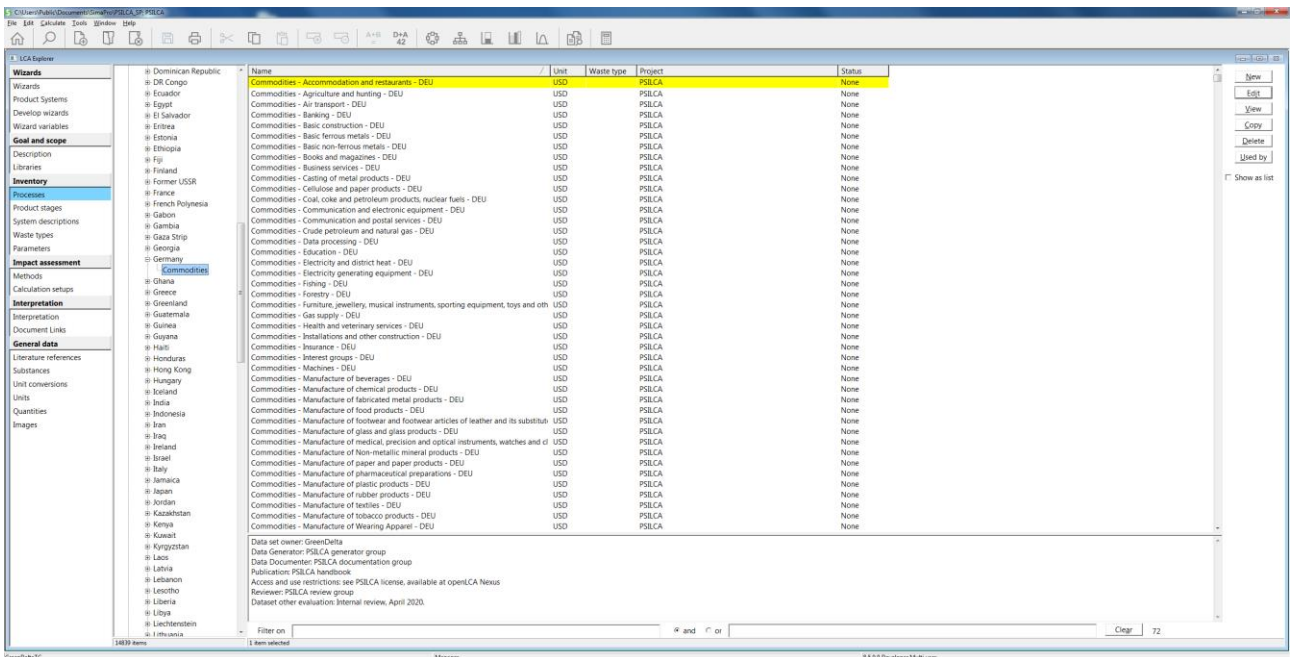 C:\Users\Public\Documents\SimaPro\PSILCA_SP; PSILCA
File Edit Calculate Tools Window Help
A+B
D+A
42
LCA Explorer
Wizards
Wizards
Product Systems
Develop wizards
Wizard variables
Goal and scope
Description
Libraries
Inventory
Processes
Product stages
System descriptions
Waste types
Parameters
Impact assessment
Methods
Calculation setups
Interpretation
Interpretation
Document Links
General data
Literature references
Substances
Unit conversions
Units
Quantities
Images
Dominican Republic
DR Congo
Ecuador
Egypt
El Salvador
Eritrea
Estonia
Ethiopia
Fiji
Finland
Former USSR
France
French Polynesia
Gabon
Gambia
Gaza Strip
Georgia
Germany
Commodities
Ghana
Greece
Greenland
Guatemala
Guinea
Guyana
Haiti
Honduras
Hong Kong
Hungary
Iceland
India
Indonesia
Iran
Iraq
Ireland
Israel
Italy
Jamaica
Japan
Jordan
Kazakhstan
Kenya
Kuwait
Kyrgyzstan
Laos
Latvia
Lebanon
Lesotho
Liberia
Libya
Liechtenstein
Lithuania
14839 items
Name / Unit Waste type Project Status
Commodities - Accommodation and restaurants - DEU USD PSILCA None
Commodities - Agriculture and hunting - DEU USD PSILCA None
Commodities - Air transport - DEU USD PSILCA None
Commodities - Banking - DEU USD PSILCA None
Commodities - Basic construction - DEU USD PSILCA None
Commodities - Basic ferrous metals - DEU USD PSILCA None
Commodities - Basic non-ferrous metals - DEU USD PSILCA None
Commodities - Books and magazines - DEU USD PSILCA None
Commodities - Business services - DEU USD PSILCA None
Commodities - Casting of metal products - DEU USD PSILCA None
Commodities - Cellulose and paper products - DEU USD PSILCA None
Commodities - Coal, coke and petroleum products, nuclear fuels - DEU USD PSILCA None
Commodities - Communication and electronic equipment - DEU USD PSILCA None
Commodities - Communication and postal services - DEU USD PSILCA None
Commodities - Crude petroleum and natural gas - DEU USD PSILCA None
Commodities - Data processing - DEU USD PSILCA None
Commodities - Education - DEU USD PSILCA None
Commodities - Electricity and district heat - DEU USD PSILCA None
Commodities - Electricity generating equipment - DEU USD PSILCA None
Commodities - Fishing - DEU USD PSILCA None
Commodities - Forestry - DEU USD PSILCA None
Commodities - Furniture, jewellery, musical instruments, sporting equipment, toys and oth USD PSILCA None
Commodities - Gas supply - DEU USD PSILCA None
Commodities - Health and veterinary services - DEU USD PSILCA None
Commodities - Installations and other construction - DEU USD PSILCA None
Commodities - Insurance - DEU USD PSILCA None
Commodities - Interest groups - DEU USD PSILCA None
Commodities - Machines - DEU USD PSILCA None
Commodities - Manufacture of beverages - DEU USD PSILCA None
Commodities - Manufacture of chemical products - DEU USD PSILCA None
Commodities - Manufacture of fabricated metal products - DEU USD PSILCA None
Commodities - Manufacture of food products - DEU USD PSILCA None
Commodities - Manufacture of footwear and footwear articles of leather and its substitut USD PSILCA None
Commodities - Manufacture of glass and glass products - DEU USD PSILCA None
Commodities - Manufacture of medical, precision and optical instruments, watches and cl USD PSILCA None
Commodities - Manufacture of Non-metallic mineral products - DEU USD PSILCA None
Commodities - Manufacture of paper and paper products - DEU USD PSILCA None
Commodities - Manufacture of pharmaceutical preparations - DEU USD PSILCA None
Commodities - Manufacture of plastic products - DEU USD PSILCA None
Commodities - Manufacture of rubber products - DEU USD PSILCA None
Commodities - Manufacture of textiles - DEU USD PSILCA None
Commodities - Manufacture of tobacco products - DEU USD PSILCA None
Commodities - Manufacture of Wearing Apparel - DEU USD PSILCA None
Data set owner: GreenDelta
Data Generator: PSILCA generator group
Data Documenter: PSILCA documentation group
Publication: PSILCA handbook
Access and use restrictions: see PSILCA license, available at openLCA Nexus
Reviewer: PSILCA review group
Dataset other evaluation: Internal review, April 2020.
Filter on and or Clear 72
1 item selected
New
Edit
View
Copy
Delete
Used by
Show as list
Manager